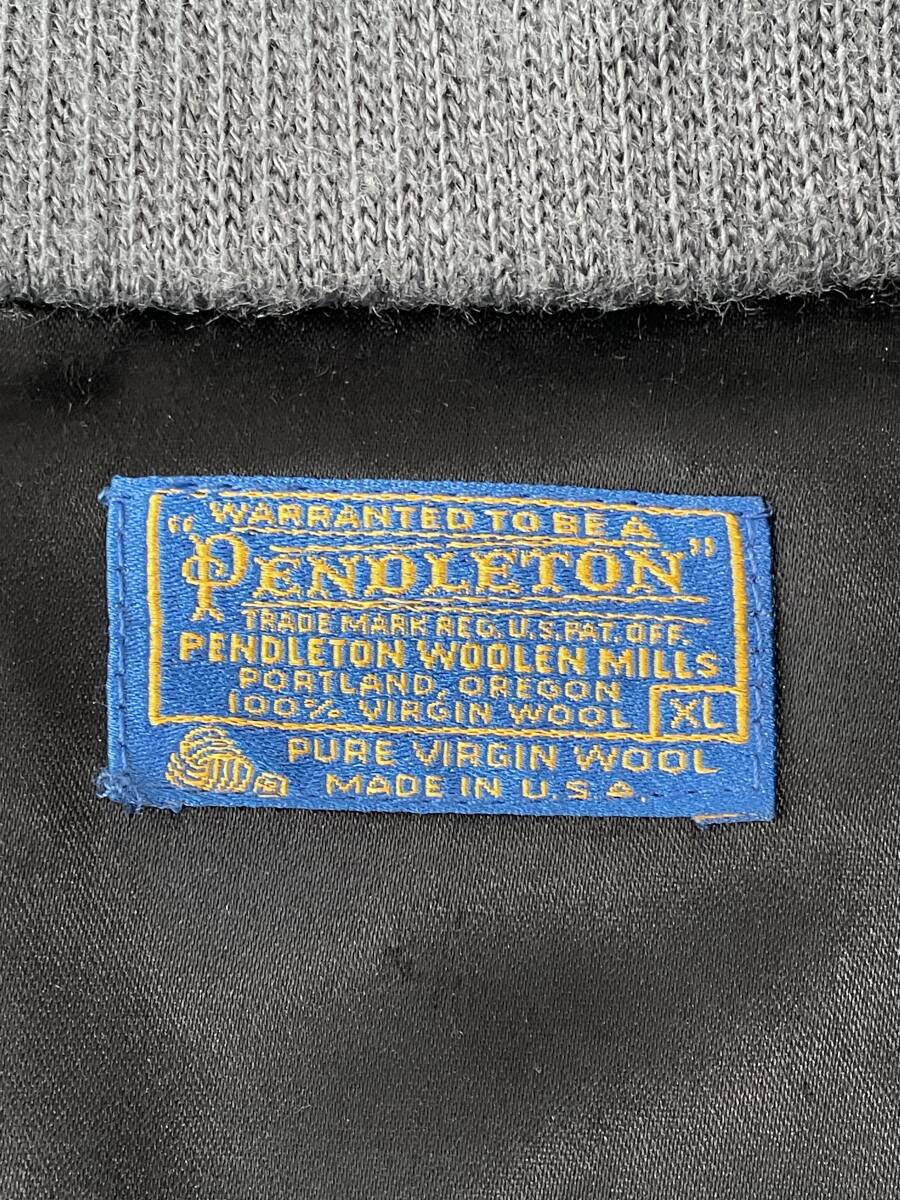 WARRANTED TO BE A
"PENDLETON"
TRADE MARK REG. U.S. PAT. OFF.
PENDLETON WOOLEN MILLS
PORTLAND, OREGON
100% VIRGIN WOOL XL
PURE VIRGIN WOOL
MADE IN U.S.A.